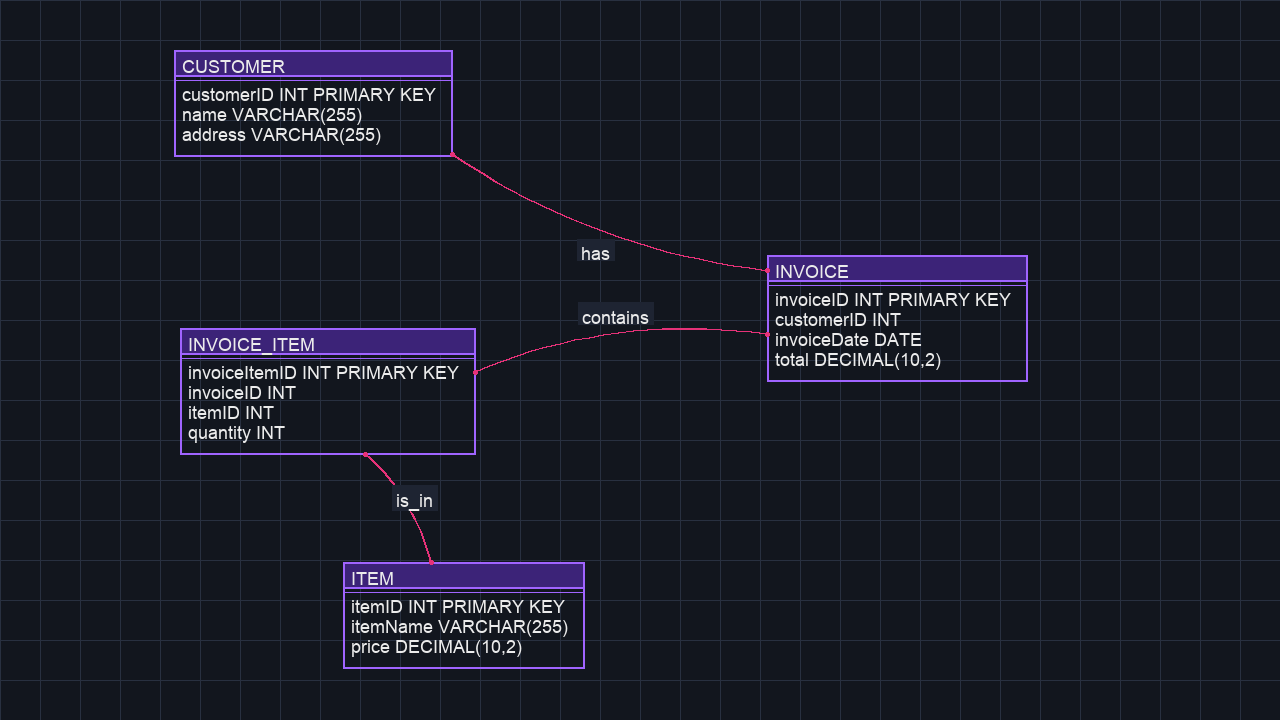 CUSTOMER
customerID INT PRIMARY KEY
name VARCHAR(255)
address VARCHAR(255)
has
INVOICE
invoiceID INT PRIMARY KEY
customerID INT
invoiceDate DATE
total DECIMAL(10,2)
contains
INVOICE_ITEM
invoiceItemID INT PRIMARY KEY
invoiceID INT
itemID INT
quantity INT
is_in
ITEM
itemID INT PRIMARY KEY
itemName VARCHAR(255)
price DECIMAL(10,2)